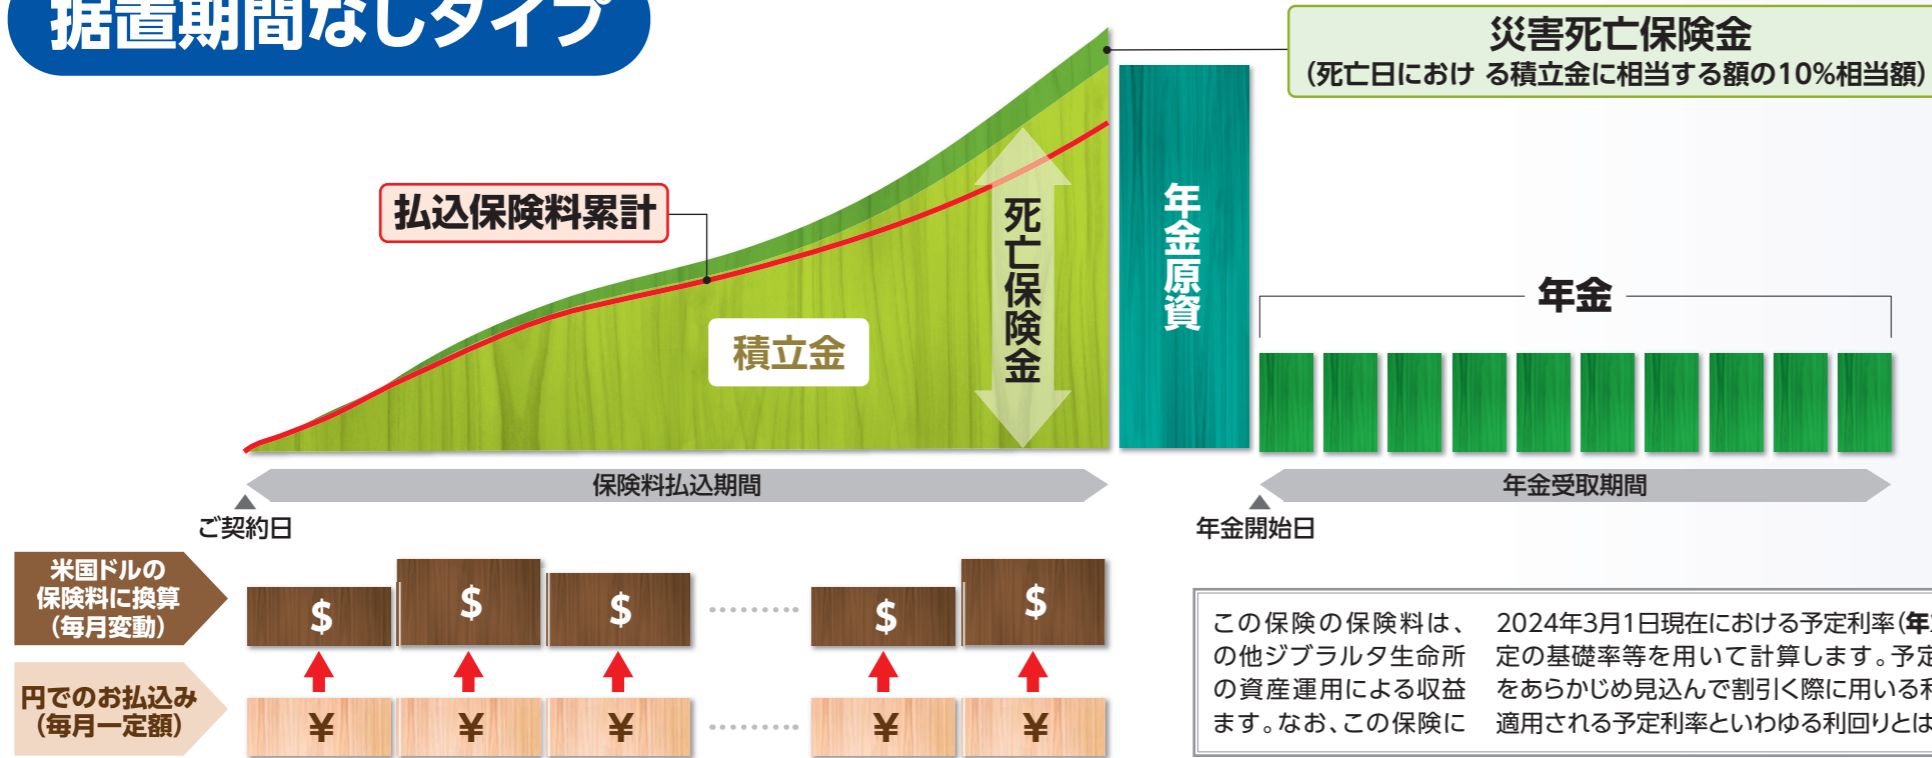 据置期間なしタイプ
災害死亡保険金
（死亡日におけ る積立金に相当する額の10%相当額）
払込保険料累計
死亡保険金
年金原資
積立金
年金
保険料払込期間
年金受取期間
ご契約日
年金開始日
米国ドルの
保険料に換算
（毎月変動）
$ $ $ $ $
円でのお払込み
（毎月一定額）
¥ ¥ ¥ ¥ ¥
この保険の保険料は、 2024年3月1日現在における予定利率（年
の他ジブラルタ生命所 定の基礎率等を用いて計算します。予定
の資産運用による収益 をあらかじめ見込んで割引く際に用いる利
ます。なお、この保険に 適用される予定利率といわゆる利回りとは